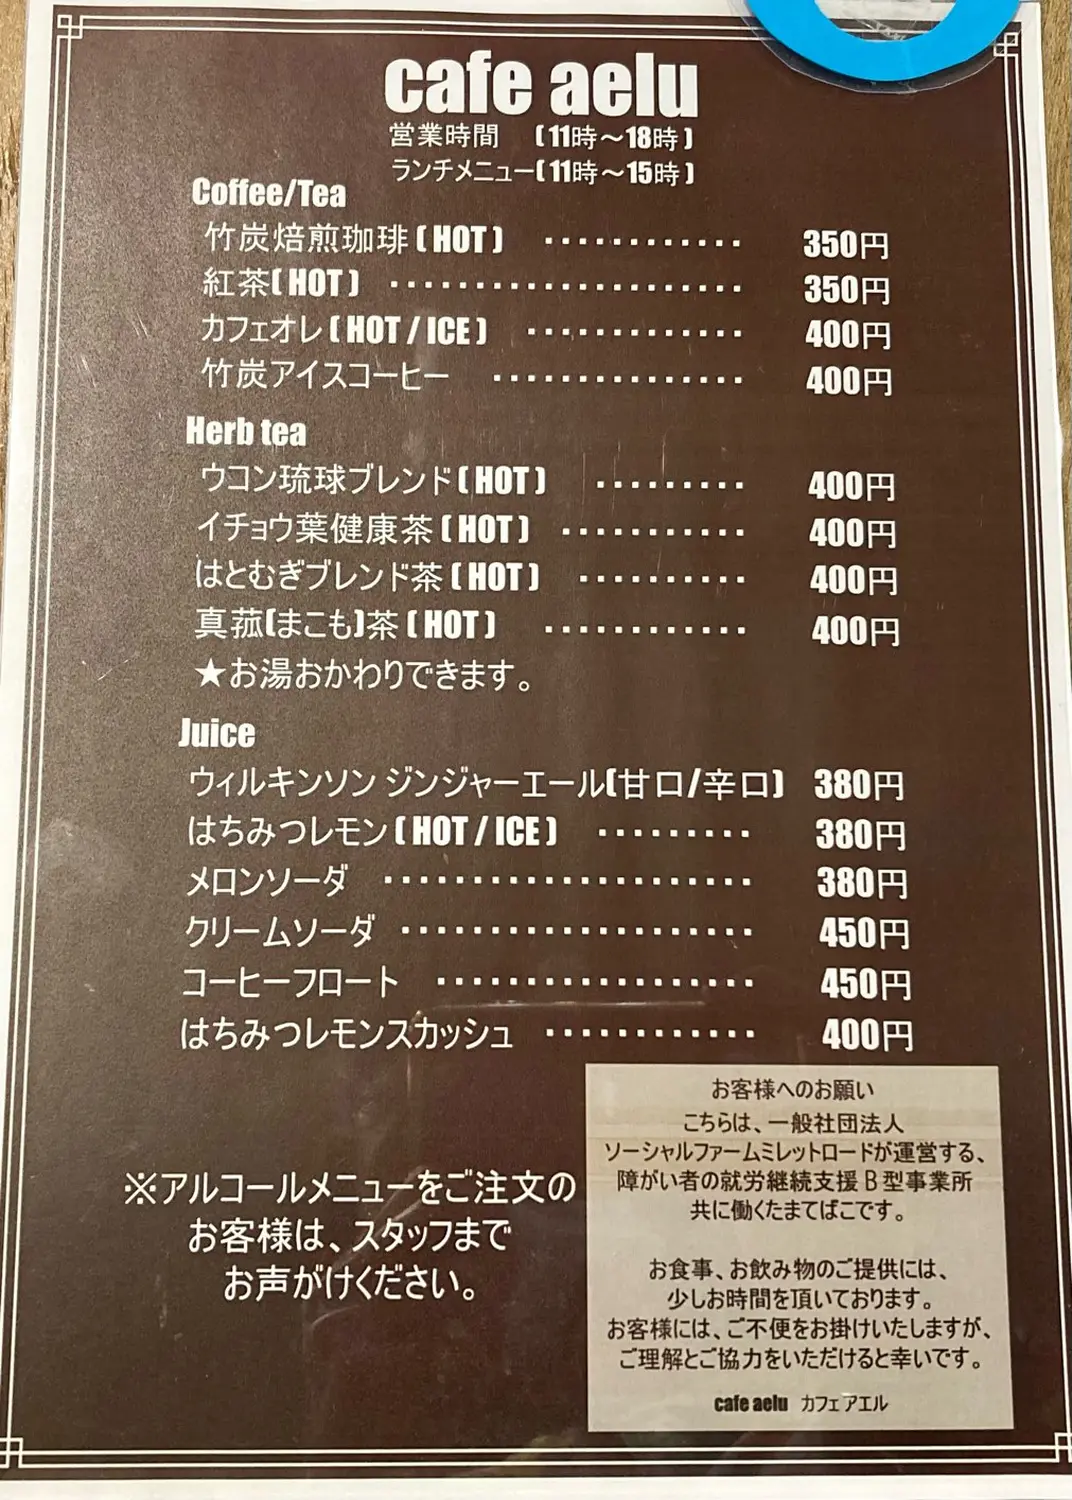 cafe aelu
営業時間 (11時～18時)
ランチメニュー(11時～15時)
Coffee/Tea
竹炭焙煎珈琲(HOT) ············ 350円
紅茶(HOT) ······················ 350円
カフェオレ(HOT/ICE) ·············· 400円
竹炭アイスコーヒー ················ 400円
Herb tea
ウコン琉球ブレンド(HOT) ········· 400円
イチョウ葉健康茶(HOT) ··········· 400円
はとむぎブレンド茶(HOT) ·········· 400円
真菰(まこも)茶(HOT) ············ 400円
★お湯おかわりできます。
Juice
ウィルキンソン ジンジャーエール(甘口/辛口) 380円
はちみつレモン(HOT/ICE) ········· 380円
メロンソーダ ····················· 380円
クリームソーダ ···················· 450円
コーヒーフロート ·················· 450円
はちみつレモンスカッシュ ············ 400円
※アルコールメニューをご注文の
お客様は、スタッフまで
お声がけください。
お客様へのお願い
こちらは、一般社団法人
ソーシャルファームミレットロードが運営する、
障がい者の就労継続支援B型事業所
共に働くたまてばこです。
お食事、お飲み物のご提供には、
少しお時間を頂いております。
お客様には、ご不便をお掛けいたしますが、
ご理解とご協力をいただけると幸いです。
cafe aelu カフェ アエル